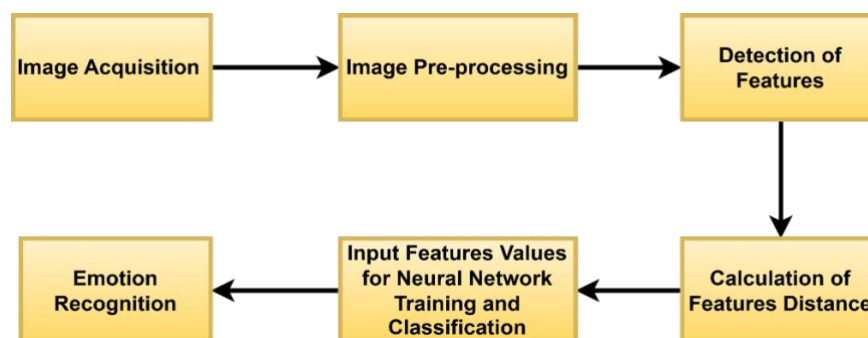 Image Acquisition
Image Pre-processing
Detection of
Features
Calculation of
Features Distance
Input Features Values
for Neural Network
Training and
Classification
Emotion
Recognition